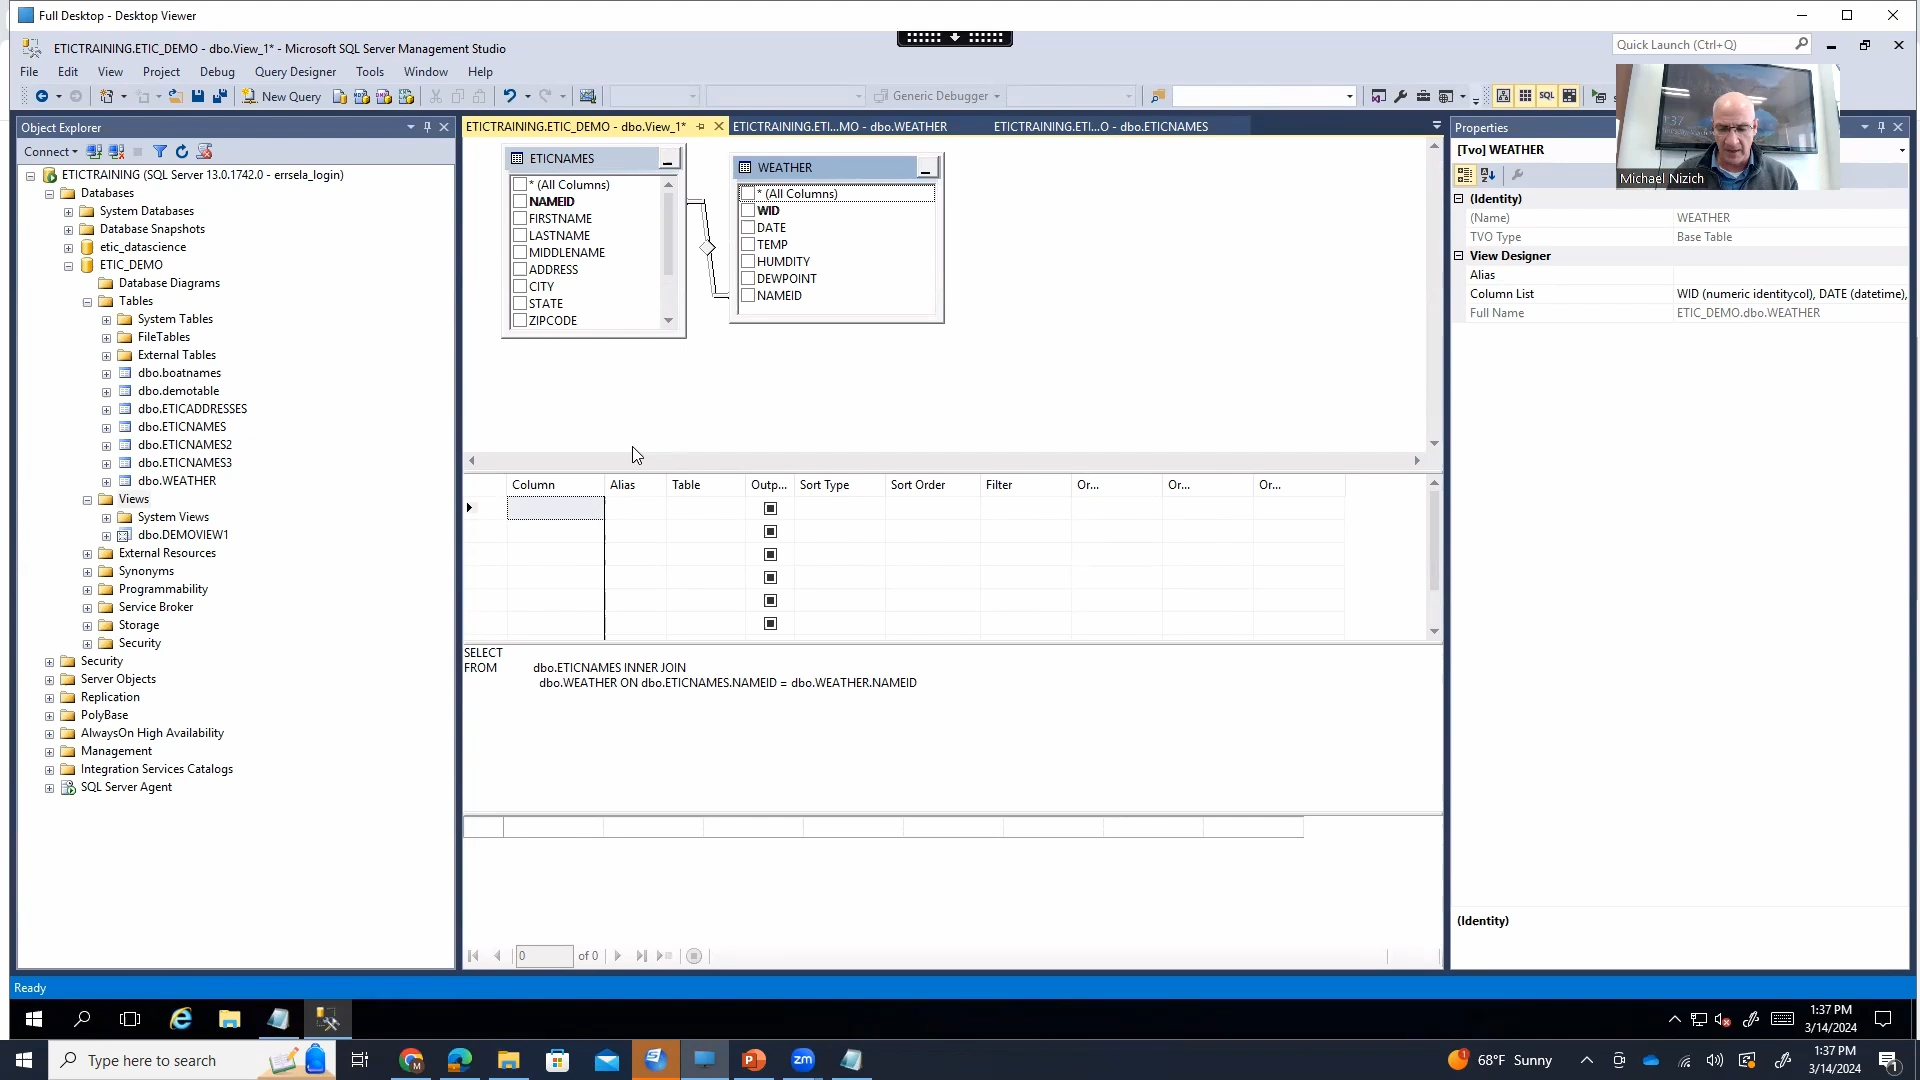 Full Desktop - Desktop Viewer
ETICTRAINING.ETIC_DEMO - dbo.View_1* - Microsoft SQL Server Management Studio
Quick Launch (Ctrl+Q)
File Edit View Project Debug Query Designer Tools Window Help
New Query
Generic Debugger
SQL
Object Explorer
Connect
ETICTRAINING (SQL Server 13.0.1742.0 - errsela_login)
Databases
System Databases
Database Snapshots
etic_datascience
ETIC_DEMO
Database Diagrams
Tables
System Tables
FileTables
External Tables
dbo.boatnames
dbo.demotable
dbo.ETICADDRESSES
dbo.ETICNAMES
dbo.ETICNAMES2
dbo.ETICNAMES3
dbo.WEATHER
Views
System Views
dbo.DEMOVIEW1
External Resources
Synonyms
Programmability
Service Broker
Storage
Security
Security
Server Objects
Replication
PolyBase
AlwaysOn High Availability
Management
Integration Services Catalogs
SQL Server Agent
ETICTRAINING.ETIC_DEMO - dbo.View_1* ETICTRAINING.ETI...MO - dbo.WEATHER ETICTRAINING.ETI...O - dbo.ETICNAMES
ETICNAMES
* (All Columns)
NAMEID
FIRSTNAME
LASTNAME
MIDDLENAME
ADDRESS
CITY
STATE
ZIPCODE
WEATHER
* (All Columns)
WID
DATE
TEMP
HUMDITY
DEWPOINT
NAMEID
Column Alias Table Outp... Sort Type Sort Order Filter Or... Or... Or...
SELECT
FROM dbo.ETICNAMES INNER JOIN
dbo.WEATHER ON dbo.ETICNAMES.NAMEID = dbo.WEATHER.NAMEID
0 of 0
Properties
[Tvo] WEATHER
1:37
Michael Nizich
(Identity)
(Name) WEATHER
TVO Type Base Table
View Designer
Alias
Column List WID (numeric identitycol), DATE (datetime),
Full Name ETIC_DEMO.dbo.WEATHER
(Identity)
Ready
1:37 PM
3/14/2024
Type here to search
68°F Sunny
1:37 PM
3/14/2024
1